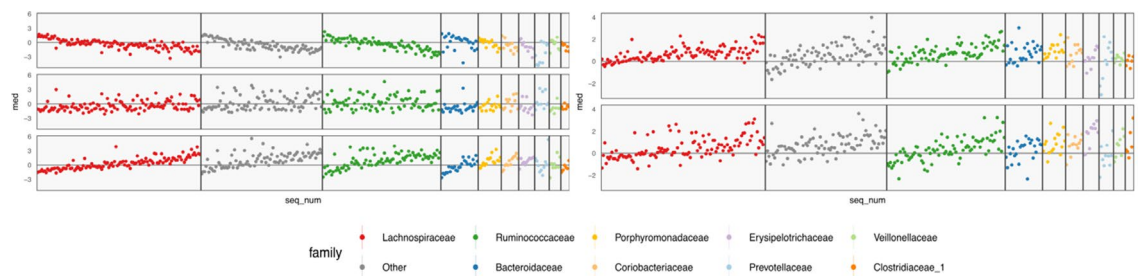 6
3
0
-3
6
3
0
-3
6
3
0
-3
med
seq_num
4
2
0
-2
4
2
0
-2
med
seq_num
family
Lachnospiraceae Ruminococcaceae Porphyromonadaceae Erysipelotrichaceae Veillonellaceae
Other Bacteroidaceae Coriobacteriaceae Prevotellaceae Clostridiaceae_1